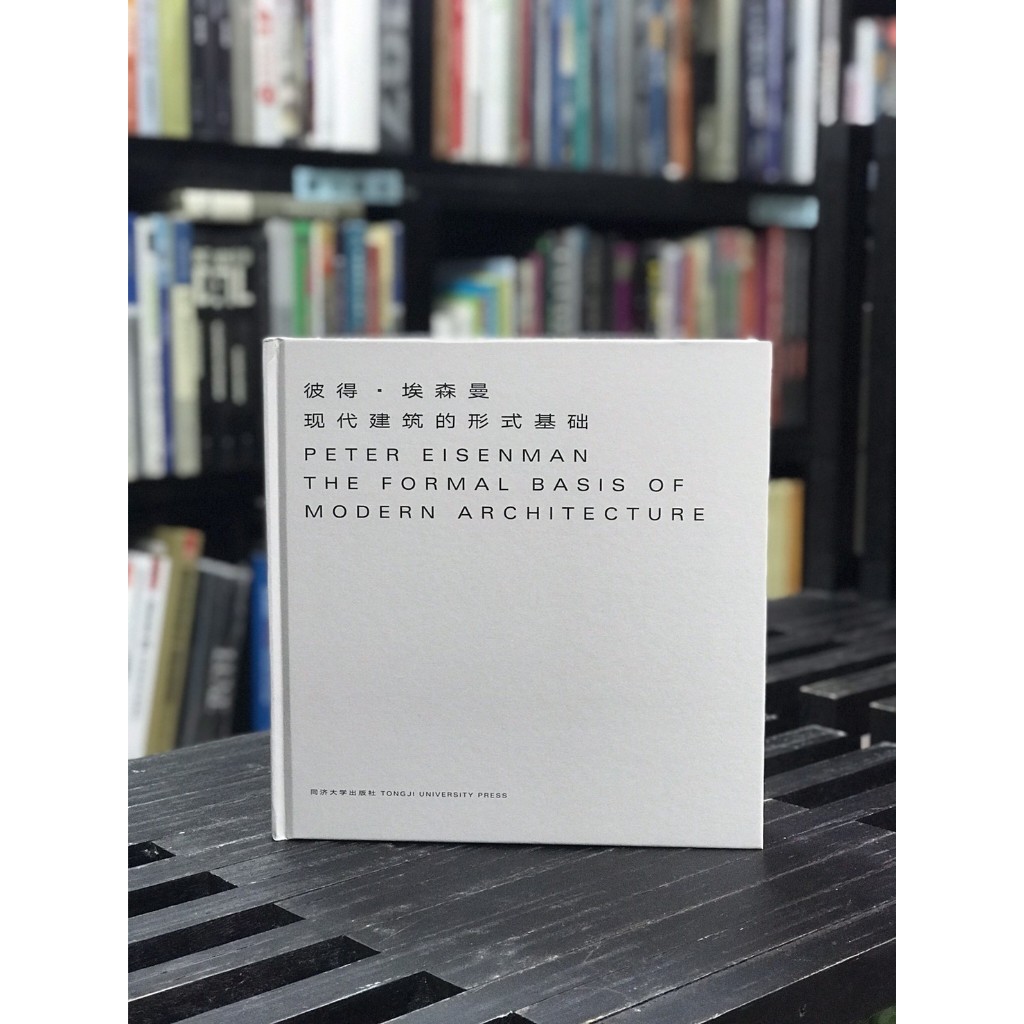 彼得·埃森曼
现代建筑的形式基础
PETER EISENMAN
THE FORMAL BASIS OF
MODERN ARCHITECTURE
同济大学出版社 TONGJI UNIVERSITY PRESS